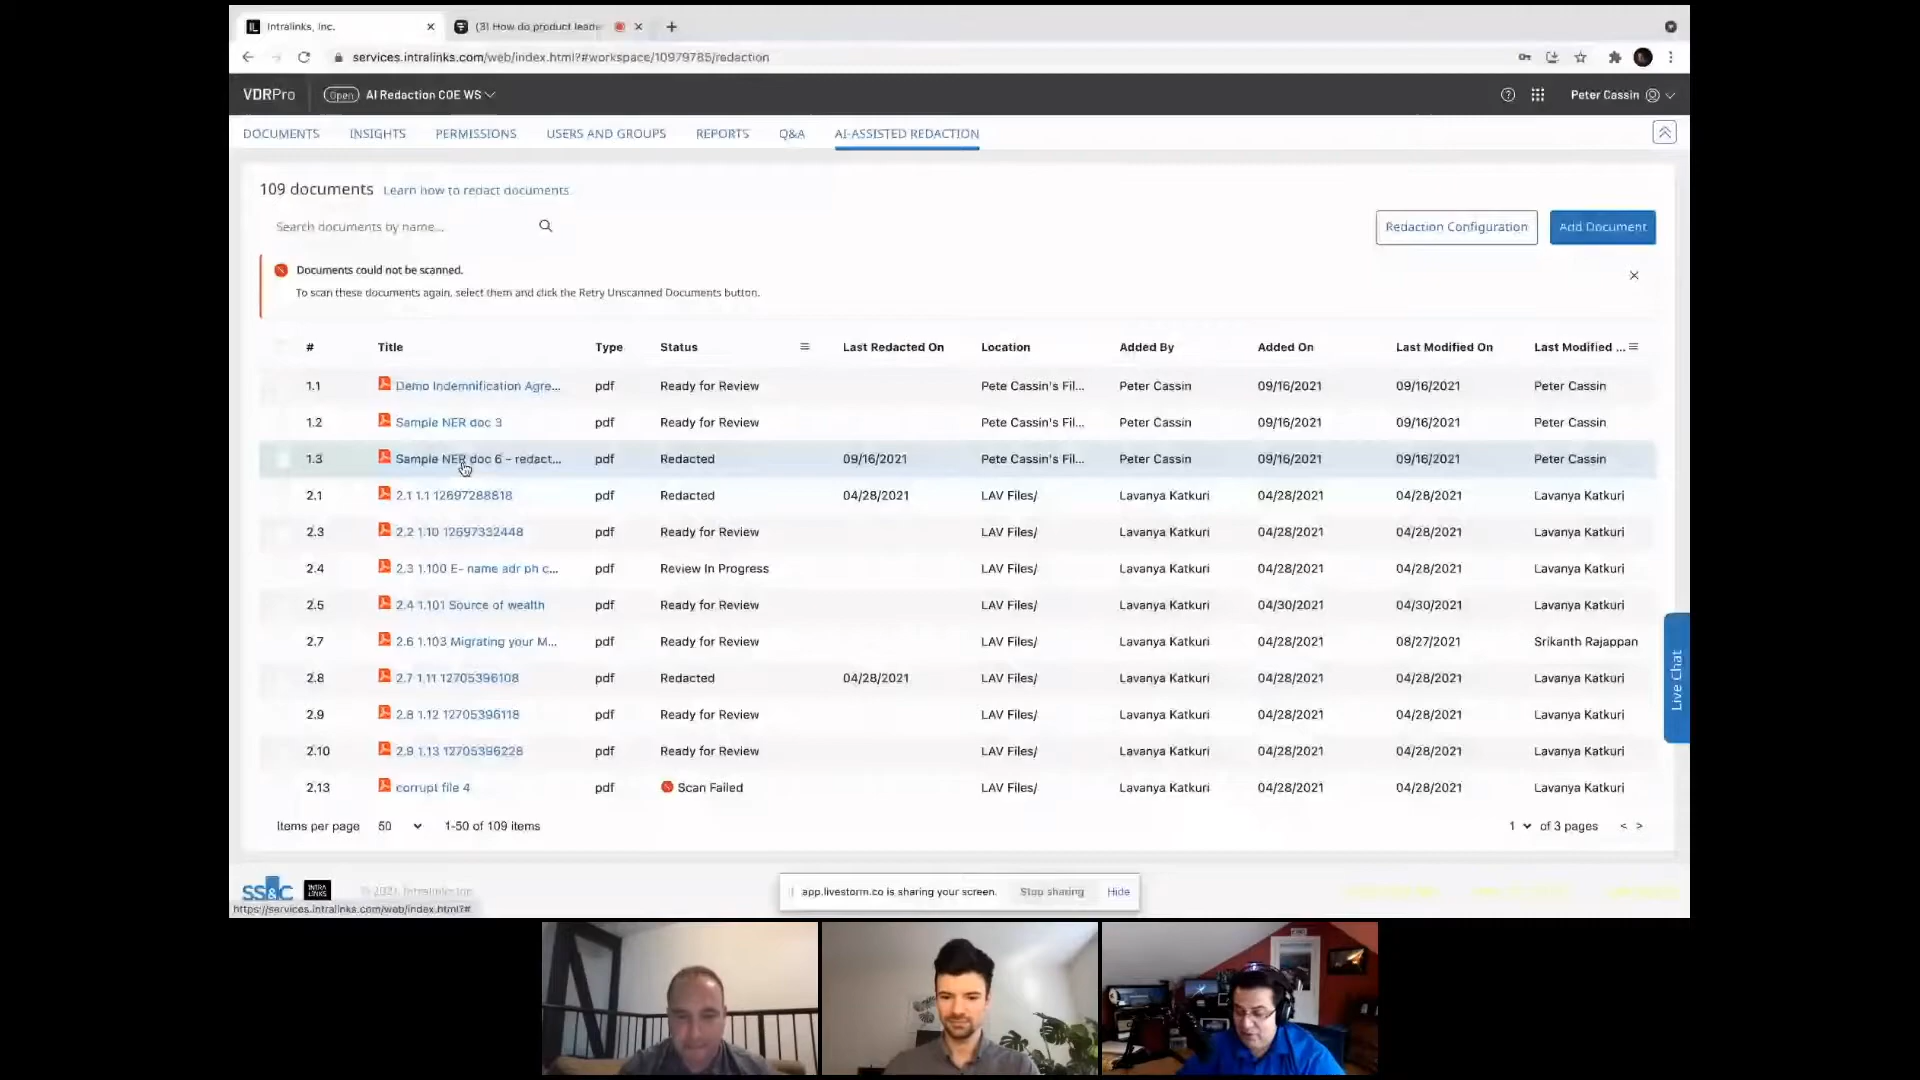 Intralinks, Inc.
(3) How do product leade
services.intralinks.com/web/index.html?#workspace/10979785/redaction
VDRPro Open AI Redaction COE WS Peter Cassin
DOCUMENTS INSIGHTS PERMISSIONS USERS AND GROUPS REPORTS Q&A AI-ASSISTED REDACTION
109 documents Learn how to redact documents
Search documents by name... Redaction Configuration Add Document
Documents could not be scanned.
To scan these documents again, select them and click the Retry Unscanned Documents button.
# Title Type Status Last Redacted On Location Added By Added On Last Modified On Last Modified ...
1.1 Demo Indemnification Agre... pdf Ready for Review Pete Cassin's Fil... Peter Cassin 09/16/2021 09/16/2021 Peter Cassin
1.2 Sample NER doc 3 pdf Ready for Review Pete Cassin's Fil... Peter Cassin 09/16/2021 09/16/2021 Peter Cassin
1.3 Sample NER doc 6 - redact... pdf Redacted 09/16/2021 Pete Cassin's Fil... Peter Cassin 09/16/2021 09/16/2021 Peter Cassin
2.1 2.1 1.1 12697288818 pdf Redacted 04/28/2021 LAV Files/ Lavanya Katkuri 04/28/2021 04/28/2021 Lavanya Katkuri
2.3 2.2 1.10 12697332448 pdf Ready for Review LAV Files/ Lavanya Katkuri 04/28/2021 04/28/2021 Lavanya Katkuri
2.4 2.3 1.100 E- name adr ph c... pdf Review In Progress LAV Files/ Lavanya Katkuri 04/28/2021 04/28/2021 Lavanya Katkuri
2.5 2.4 1.101 Source of wealth pdf Ready for Review LAV Files/ Lavanya Katkuri 04/30/2021 04/30/2021 Lavanya Katkuri
2.7 2.6 1.103 Migrating your M... pdf Ready for Review LAV Files/ Lavanya Katkuri 04/28/2021 08/27/2021 Srikanth Rajappan
2.8 2.7 1.11 12705396108 pdf Redacted 04/28/2021 LAV Files/ Lavanya Katkuri 04/28/2021 04/28/2021 Lavanya Katkuri
2.9 2.8 1.12 12705396118 pdf Ready for Review LAV Files/ Lavanya Katkuri 04/28/2021 04/28/2021 Lavanya Katkuri
2.10 2.9 1.13 12705396228 pdf Ready for Review LAV Files/ Lavanya Katkuri 04/28/2021 04/28/2021 Lavanya Katkuri
2.13 corrupt file 4 pdf Scan Failed LAV Files/ Lavanya Katkuri 04/28/2021 04/28/2021 Lavanya Katkuri
Items per page 50 1-50 of 109 items 1 of 3 pages < >
Live Chat
SS&C INTRA LINKS © 2021, Intralinks Inc.
app.livestorm.co is sharing your screen. Stop sharing Hide
https://services.intralinks.com/web/index.html?#